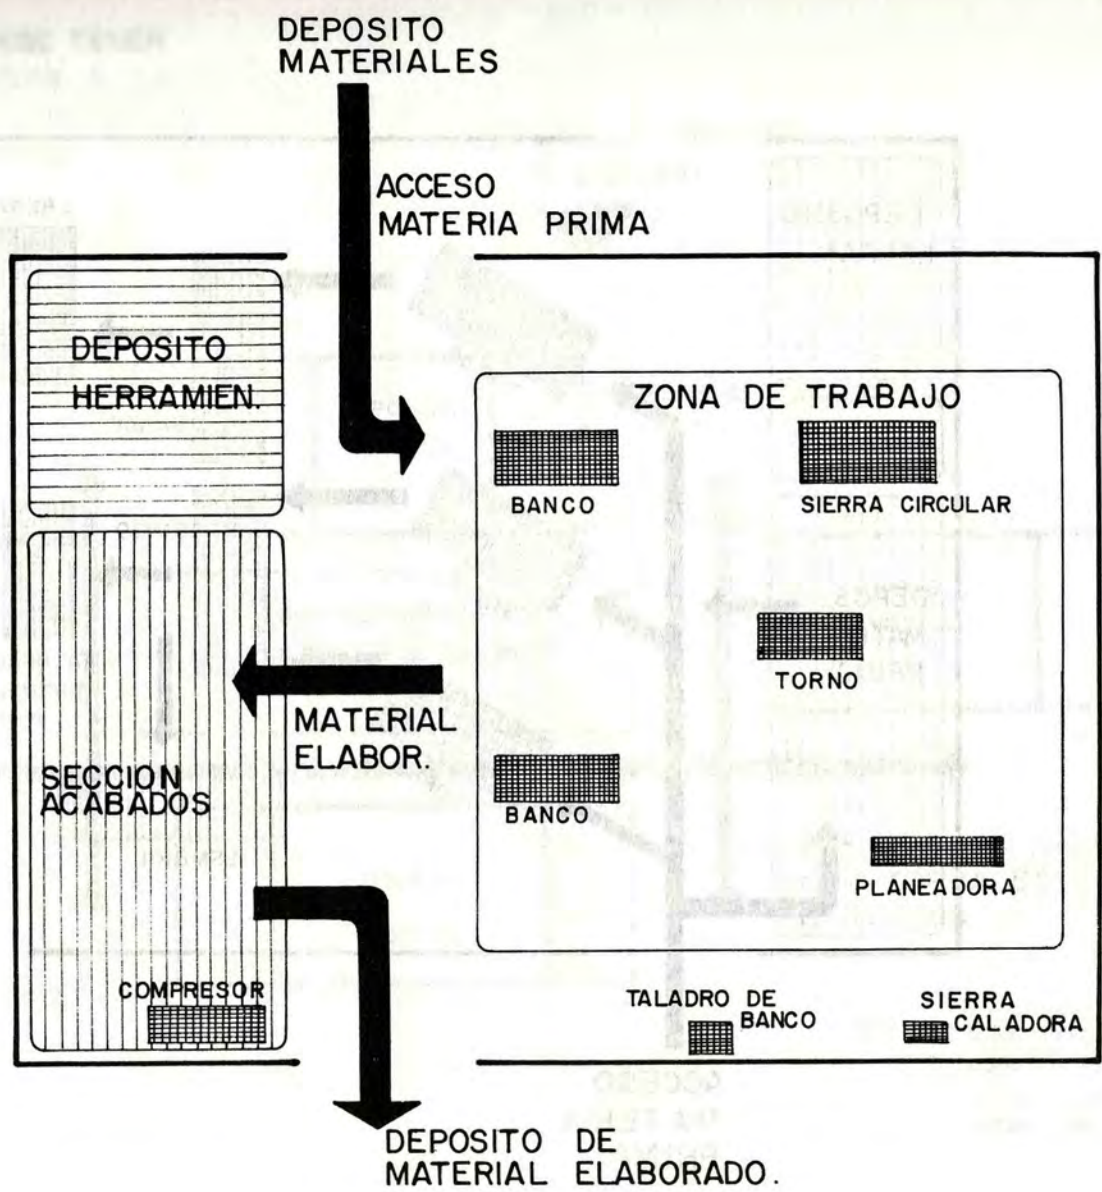 DEPOSITO
MATERIALES
ACCESO
MATERIA PRIMA
DEPOSITO
HERRAMIEN.
ZONA DE TRABAJO
BANCO
SIERRA CIRCULAR
TORNO
MATERIAL
ELABOR.
SECCION
ACABADOS
BANCO
PLANEADORA
COMPRESOR
TALADRO DE
BANCO
SIERRA
CALADORA
DEPOSITO DE
MATERIAL ELABORADO.